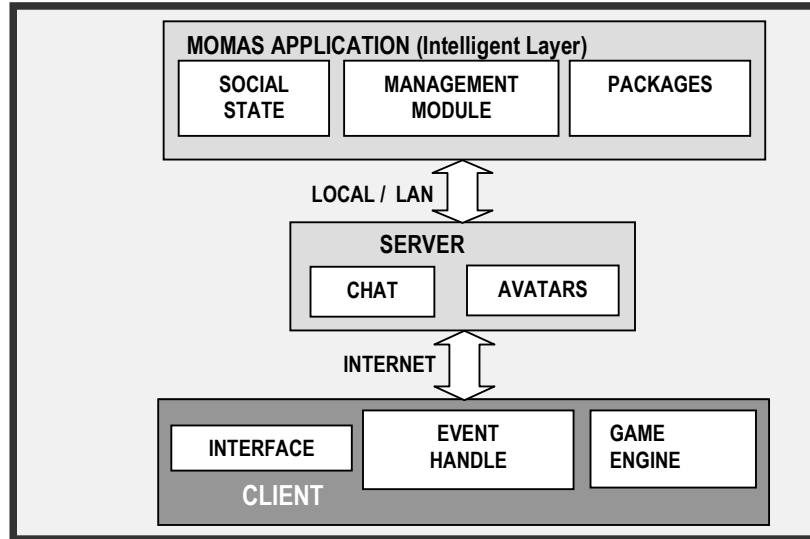 MOMAS APPLICATION (Intelligent Layer)
SOCIAL
STATE
MANAGEMENT
MODULE
PACKAGES
LOCAL / LAN
SERVER
CHAT
AVATARS
INTERNET
INTERFACE
EVENT
HANDLE
GAME
ENGINE
CLIENT